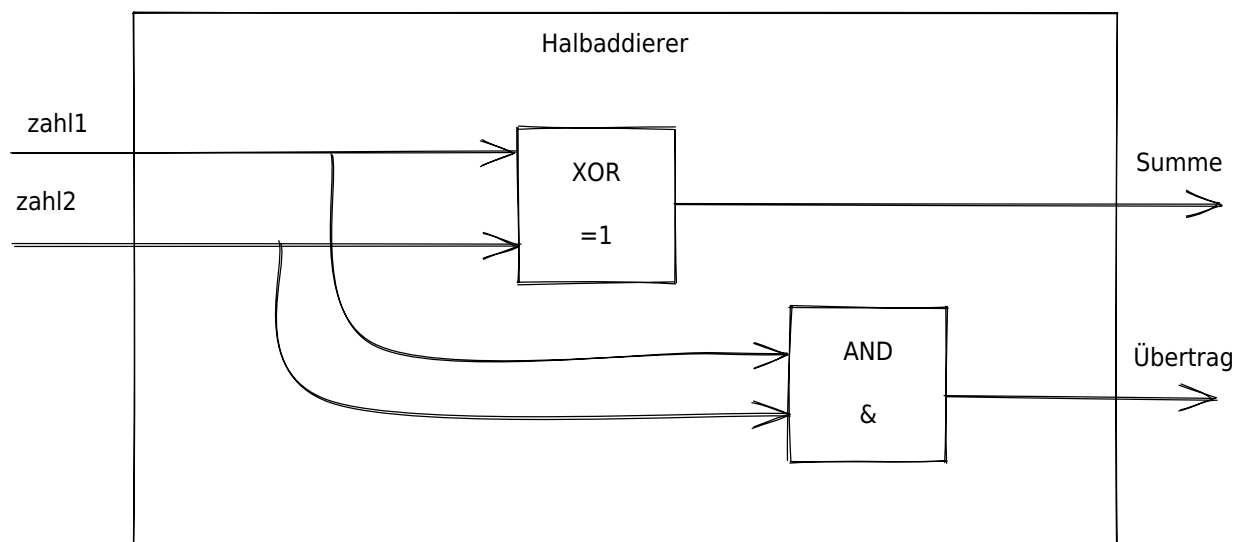 Halbaddierer
zahl1
zahl2
XOR
=1
Summe
AND
&
Übertrag